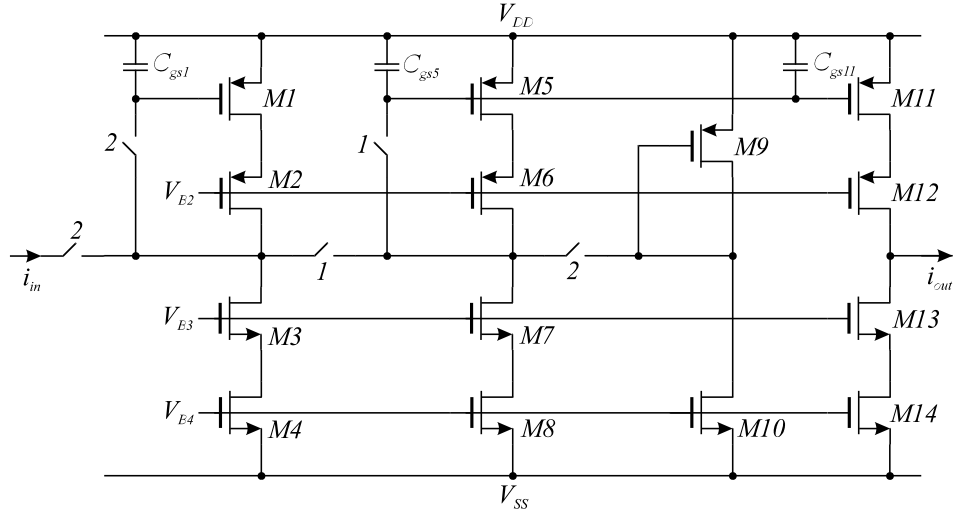 V_DD
C_gs1
C_gs5
C_gs11
M1
M5
M11
2
1
M9
V_B2
M2
M6
M12
2
i_in
1
2
i_out
V_B3
M3
M7
M13
V_B4
M4
M8
M10
M14
V_SS